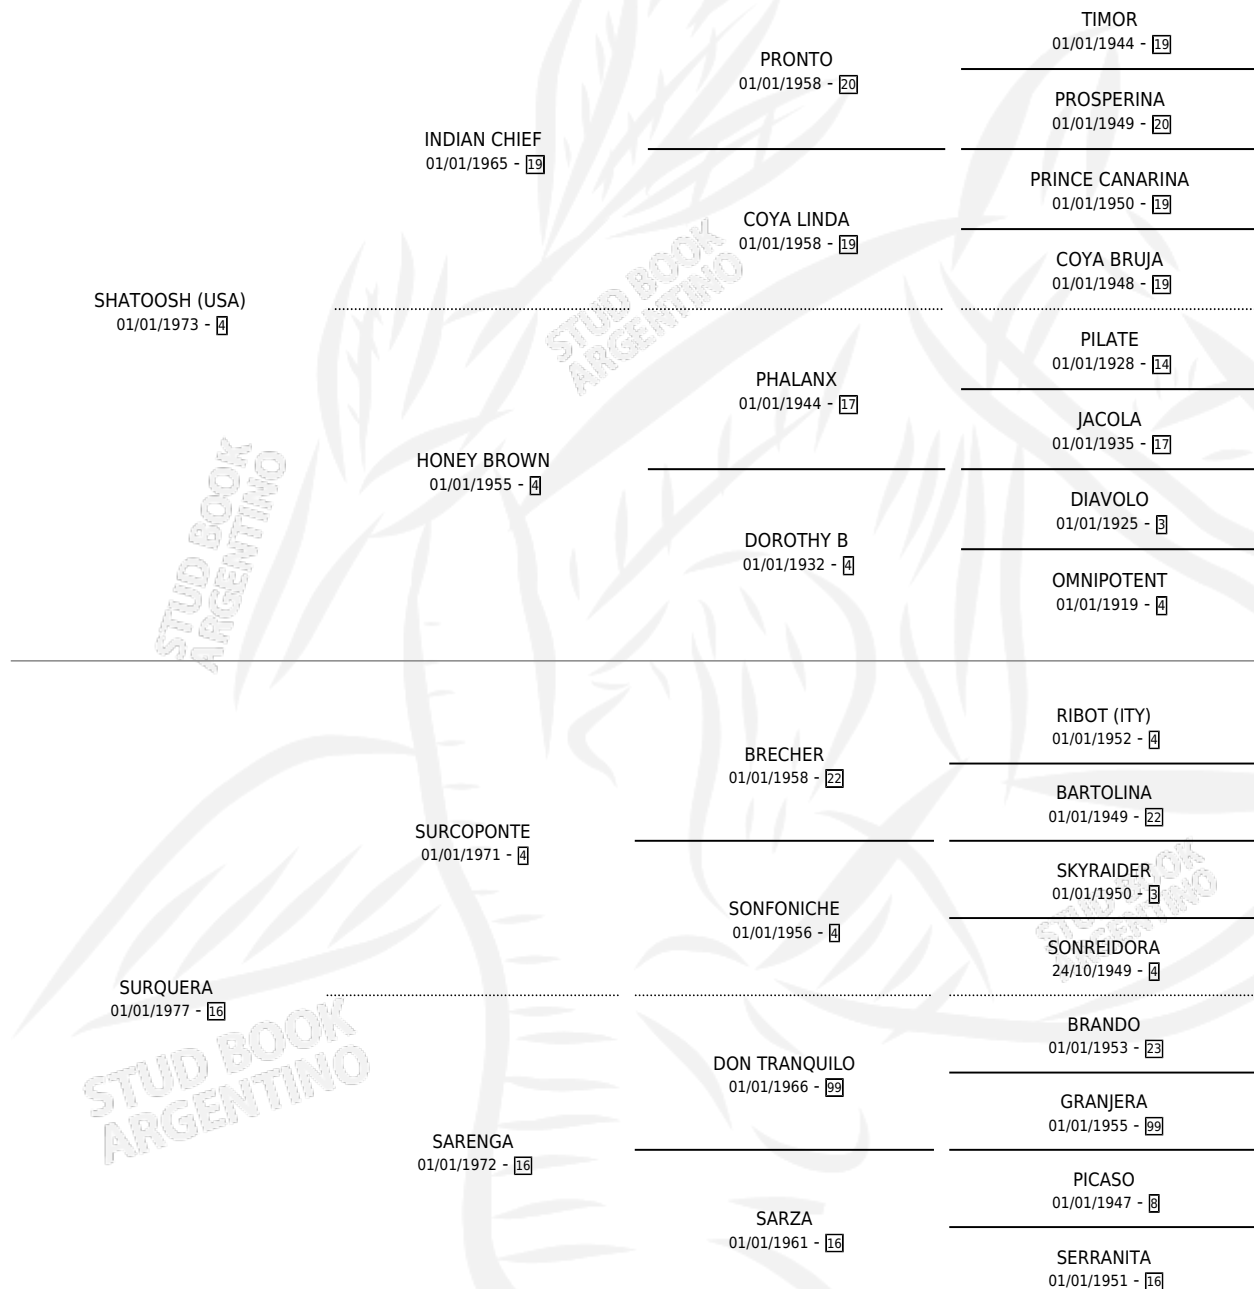 TIMOR
01/01/1944 - 19
PRONTO
01/01/1958 - 20
PROSPERINA
01/01/1949 - 20
INDIAN CHIEF
01/01/1965 - 19
PRINCE CANARINA
01/01/1950 - 19
COYA LINDA
01/01/1958 - 19
COYA BRUJA
01/01/1948 - 19
SHATOOSH (USA)
01/01/1973 - 4
PILATE
01/01/1928 - 14
PHALANX
01/01/1944 - 17
JACOLA
01/01/1935 - 17
HONEY BROWN
01/01/1955 - 4
DIAVOLO
01/01/1925 - 3
DOROTHY B
01/01/1932 - 4
OMNIPOTENT
01/01/1919 - 4
RIBOT (ITY)
01/01/1952 - 4
BRECHER
01/01/1958 - 22
BARTOLINA
01/01/1949 - 22
SURCOPONTE
01/01/1971 - 4
SKYRAIDER
01/01/1950 - 3
SONFONICHE
01/01/1956 - 4
SONREIDORA
24/10/1949 - 4
SURQUERA
01/01/1977 - 16
BRANDO
01/01/1953 - 23
DON TRANQUILO
01/01/1966 - 99
GRANJERA
01/01/1955 - 99
SARENGA
01/01/1972 - 16
PICASO
01/01/1947 - 8
SARZA
01/01/1961 - 16
SERRANITA
01/01/1951 - 16
STUD BOOK
ARGENTINO
STUD BOOK
ARGENTINO
STUD BOOK
ARGENTINO
STUD BOOK
ARGENTINO